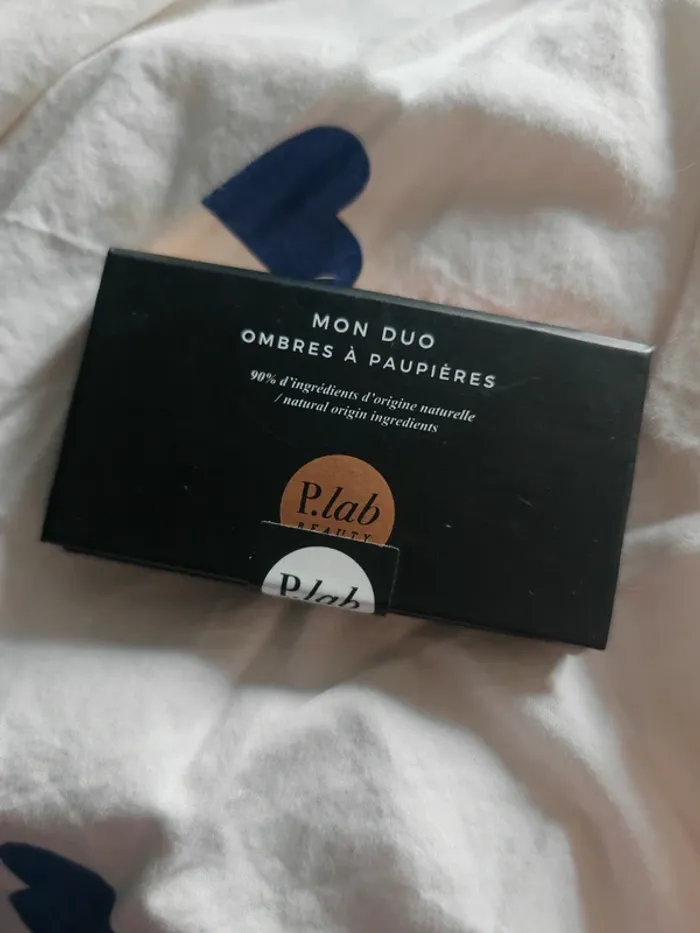 MON DUO
OMBRES À PAUPIÈRES
90% d'ingrédients d'origine naturelle
/ natural origin ingredients
P.lab
BEAUTY
P.lab